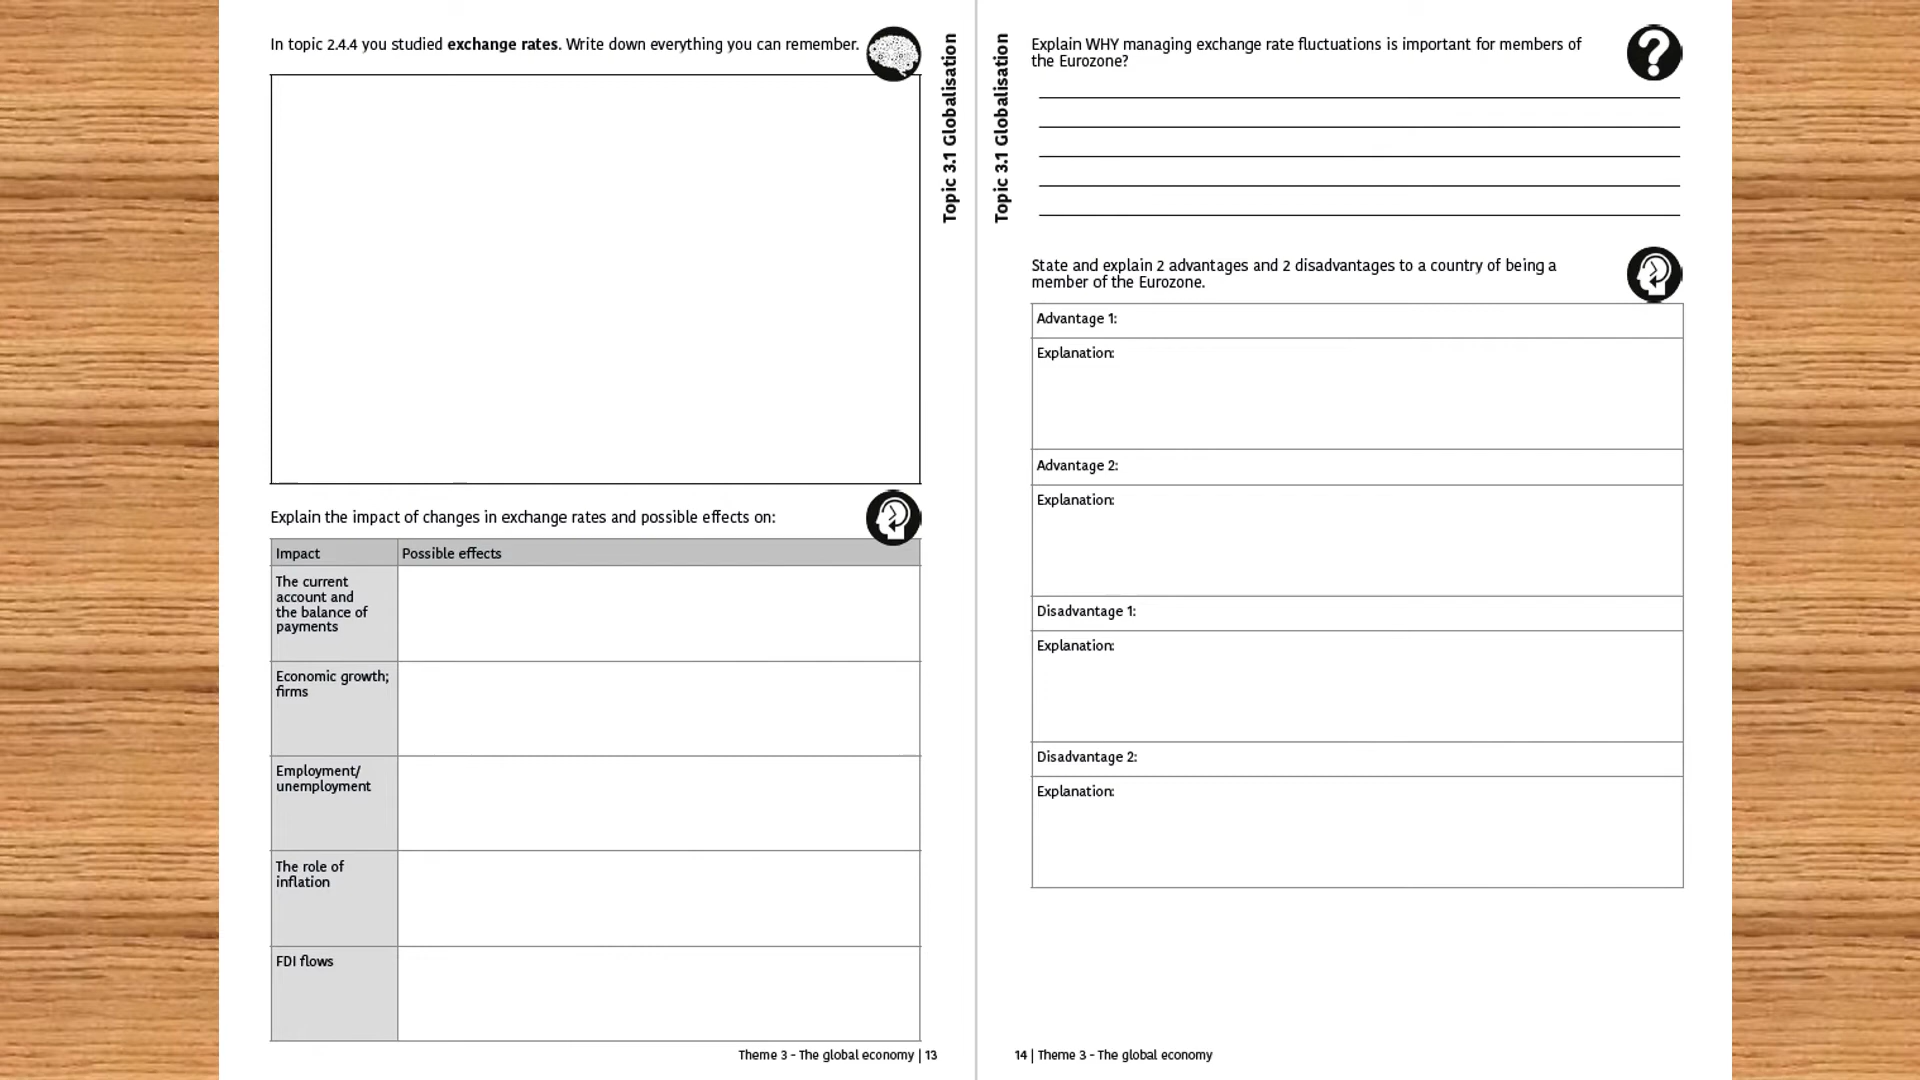 In topic 2.4.4 you studied exchange rates. Write down everything you can remember.
Topic 3.1 Globalisation
Explain the impact of changes in exchange rates and possible effects on:
Impact
Possible effects
The current
account and
the balance of
payments
Economic growth;
firms
Employment/
unemployment
The role of
inflation
FDI flows
Theme 3 - The global economy | 13
Topic 3.1 Globalisation
Explain WHY managing exchange rate fluctuations is important for members of
the Eurozone?
State and explain 2 advantages and 2 disadvantages to a country of being a
member of the Eurozone.
Advantage 1:
Explanation:
Advantage 2:
Explanation:
Disadvantage 1:
Explanation:
Disadvantage 2:
Explanation:
14 | Theme 3 - The global economy